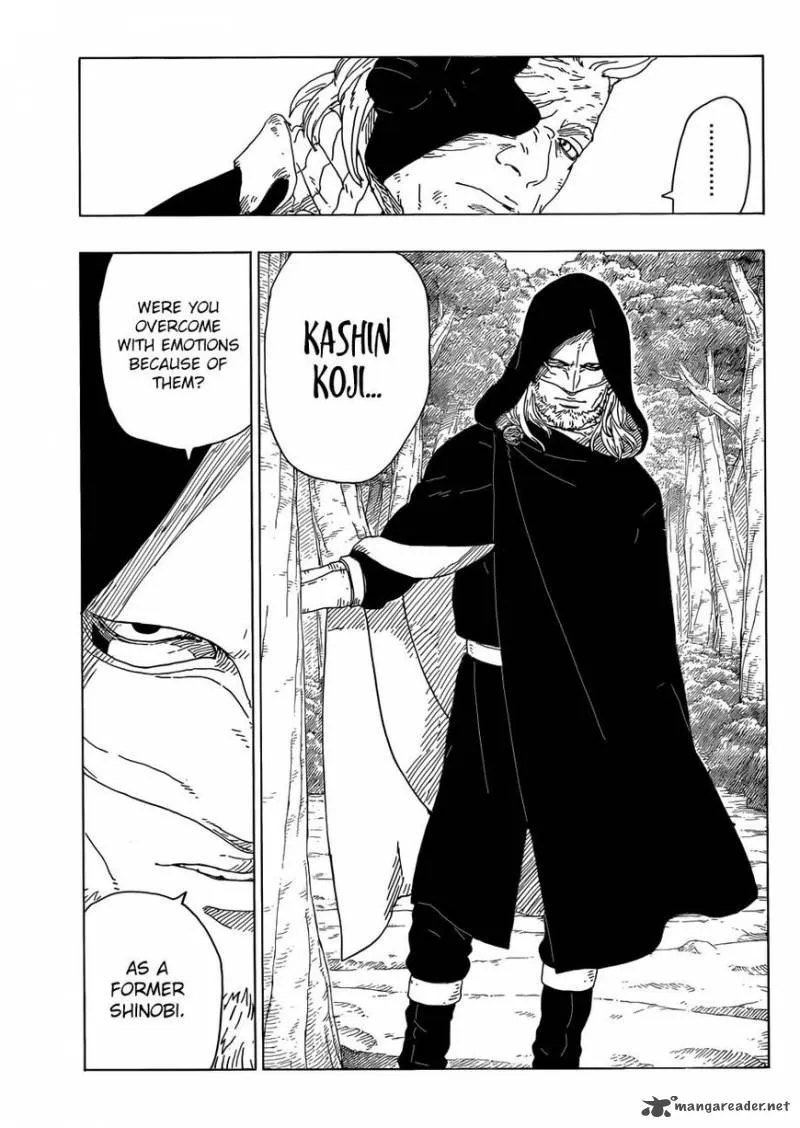 .........
KASHIN
KOJI...
WERE YOU
OVERCOME
WITH EMOTIONS
BECAUSE OF
THEM?
AS A
FORMER
SHINOBI.
mangareader.net